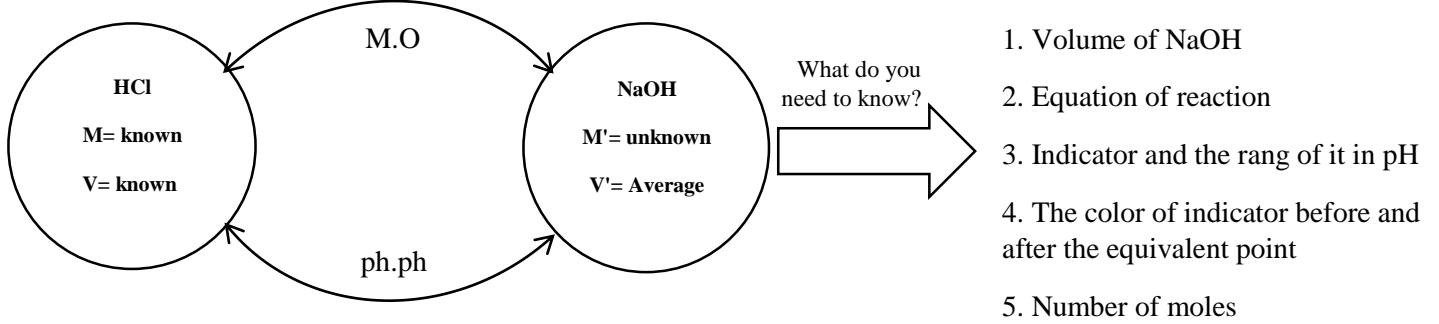 M.O
HCl
M= known
V= known
NaOH
M'= unknown
V'= Average
ph.ph
What do you
need to know?
1. Volume of NaOH
2. Equation of reaction
3. Indicator and the rang of it in pH
4. The color of indicator before and
after the equivalent point
5. Number of moles